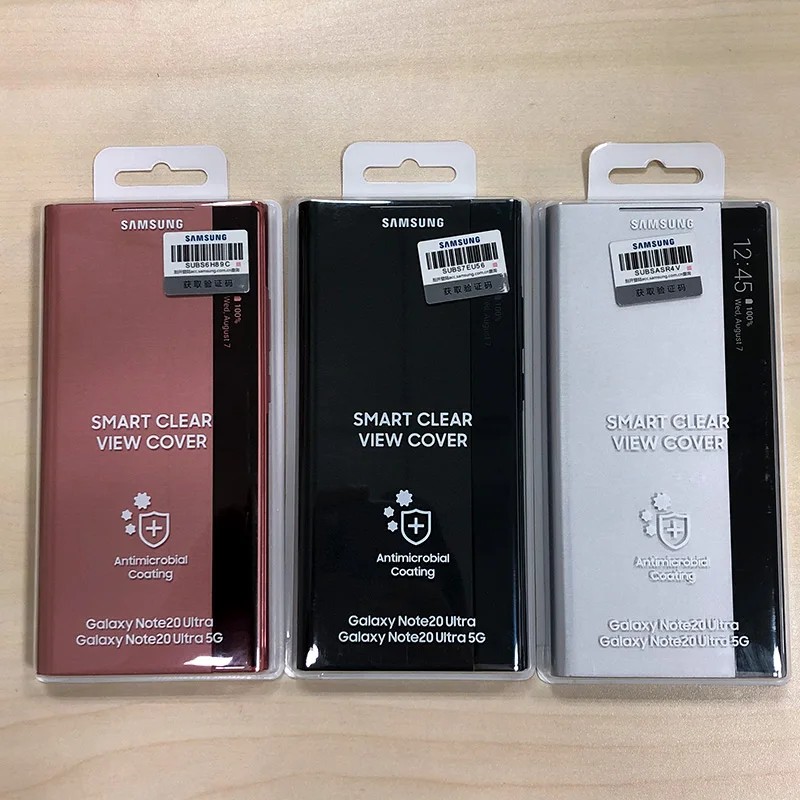 SAMSUNG
SAMSUNG
SUBS6H89C
获取验证码
100%
Wed, August 7
SMART CLEAR
VIEW COVER
Antimicrobial
Coating
Galaxy Note20 Ultra
Galaxy Note20 Ultra 5G
SAMSUNG
SAMSUNG
SUBS7EU56
获取验证码
100%
SMART CLEAR
VIEW COVER
Antimicrobial
Coating
Galaxy Note20 Ultra
Galaxy Note20 Ultra 5G
SAMSUNG
SAMSUNG
SUBSASR4V
获取验证码
12:45
100%
Wed, August 7
SMART CLEAR
VIEW COVER
Antimicrobial
Coating
Galaxy Note20 Ultra
Galaxy Note20 Ultra 5G